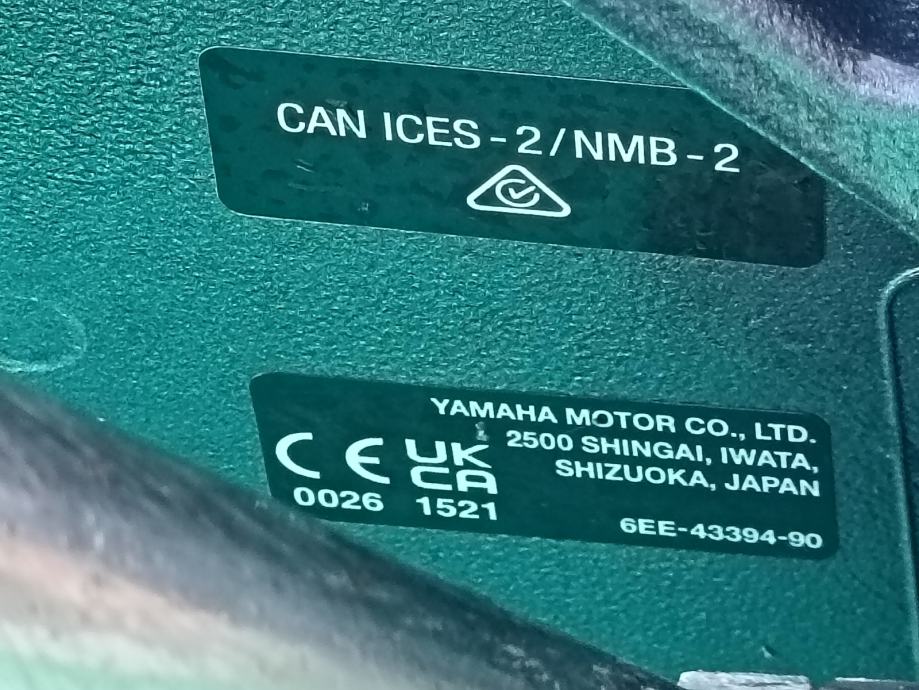 CAN ICES-2/NMB-2
YAMAHA MOTOR CO., LTD.
2500 SHINGAI, IWATA,
SHIZUOKA, JAPAN
CE UK
CA
0026 1521
6EE-43394-90